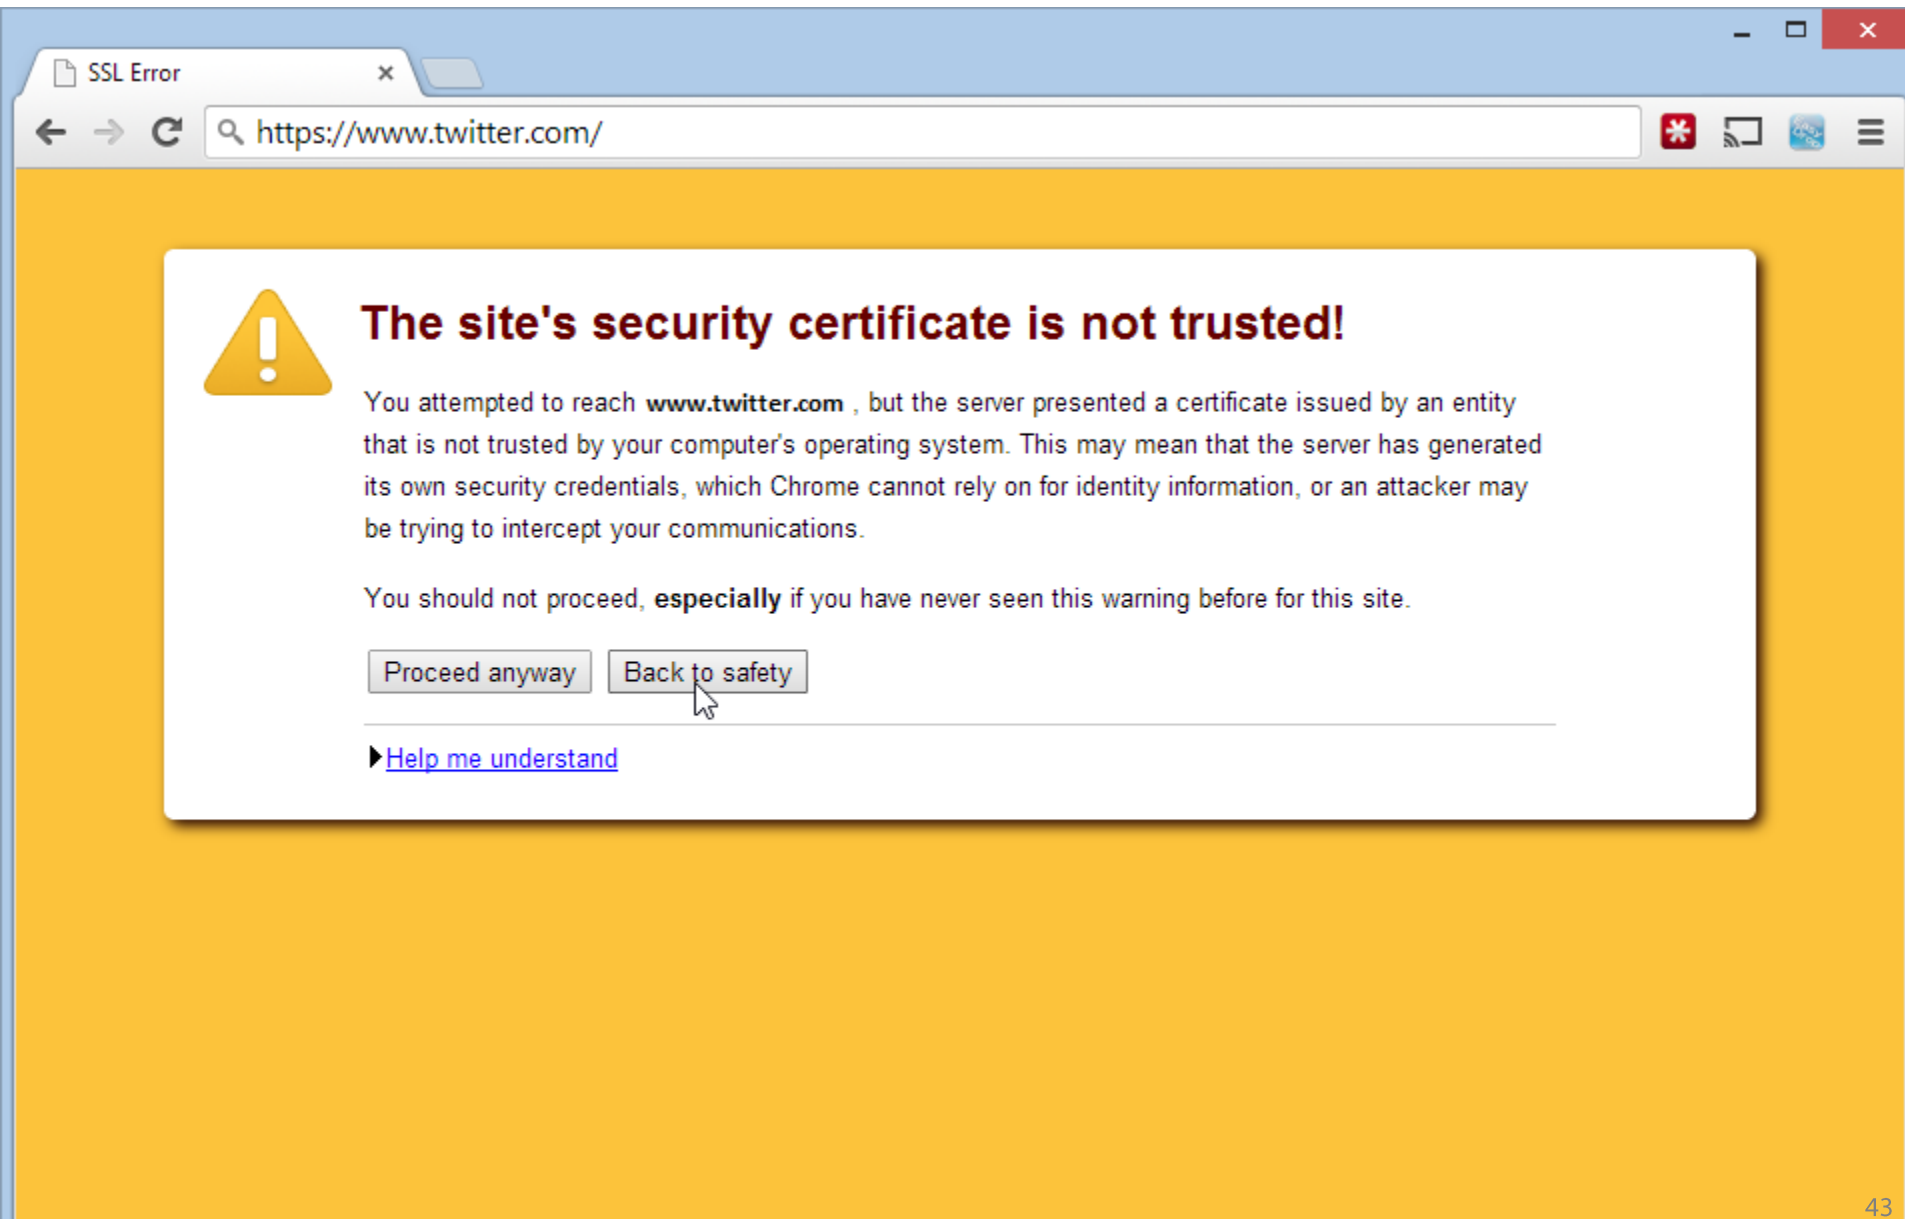 SSL Error
https://www.twitter.com/
The site's security certificate is not trusted!
You attempted to reach www.twitter.com , but the server presented a certificate issued by an entity
that is not trusted by your computer's operating system. This may mean that the server has generated
its own security credentials, which Chrome cannot rely on for identity information, or an attacker may
be trying to intercept your communications.
You should not proceed, especially if you have never seen this warning before for this site.
Proceed anyway Back to safety
Help me understand
43